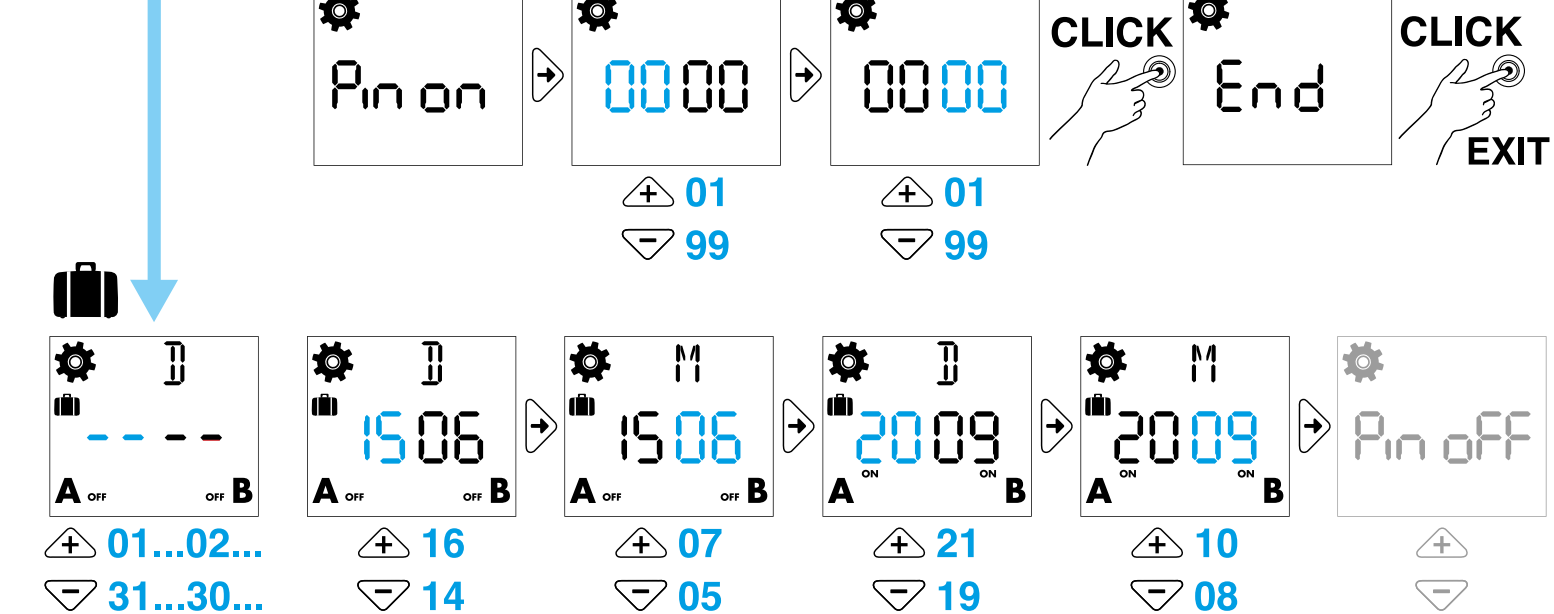 Pin on
0000
0000
CLICK
End
CLICK
EXIT
+ 01
- 99
+ 01
- 99
D
- - - -
A OFF OFF B
+ 01...02...
- 31...30...
D
1506
A OFF OFF B
+ 16
- 14
M
1506
A OFF OFF B
+ 07
- 05
D
2009
ON ON
A B
+ 21
- 19
M
2009
ON ON
A B
+ 10
- 08
Pin oFF
+
-